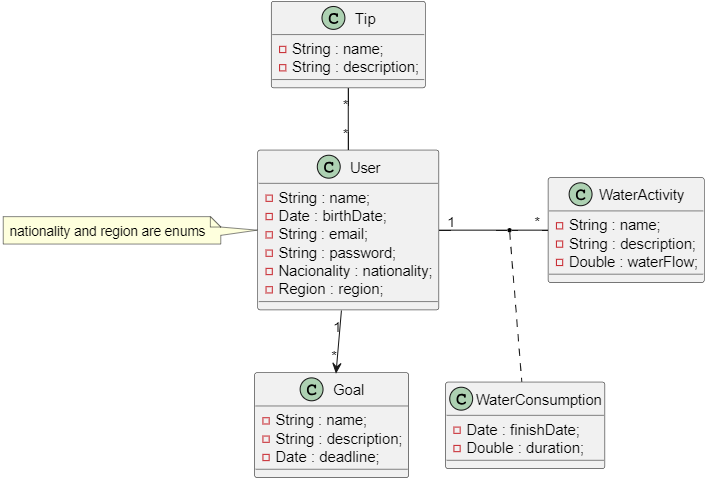 C Tip
String : name;
String : description;
*
*
C User
String : name;
Date : birthDate;
String : email;
String : password;
Nacionality : nationality;
Region : region;
nationality and region are enums
1
*
C WaterActivity
String : name;
String : description;
Double : waterFlow;
1
*
C Goal
String : name;
String : description;
Date : deadline;
C WaterConsumption
Date : finishDate;
Double : duration;